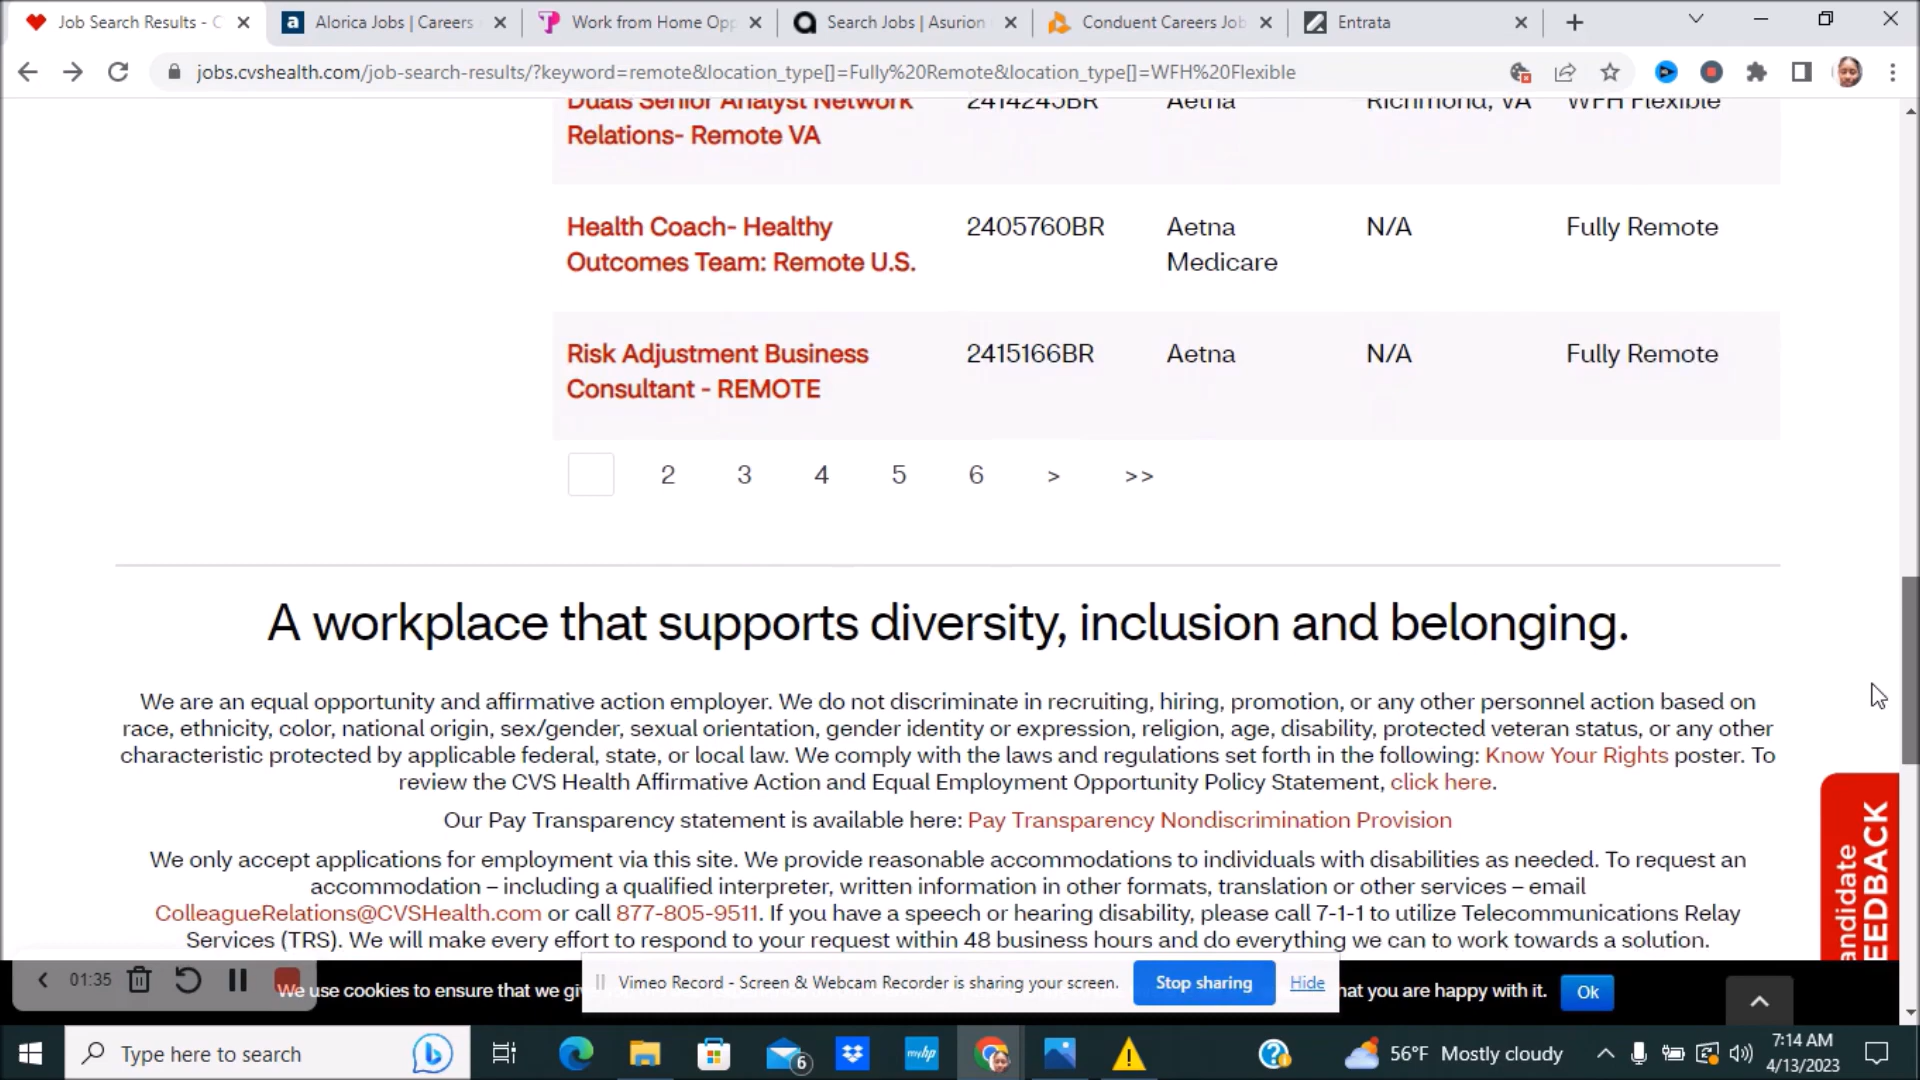 Job Search Results - C
Alorica Jobs | Careers
Work from Home Opp
Search Jobs | Asurion
Conduent Careers Job
Entrata
jobs.cvshealth.com/job-search-results/?keyword=remote&location_type[]=Fully%20Remote&location_type[]=WFH%20Flexible
Duals Senior Analyst Network 2414245BR Aetna Richmond, VA WFH Flexible
Relations- Remote VA
Health Coach- Healthy 2405760BR Aetna N/A Fully Remote
Outcomes Team: Remote U.S. Medicare
Risk Adjustment Business 2415166BR Aetna N/A Fully Remote
Consultant - REMOTE
2 3 4 5 6 > >>
A workplace that supports diversity, inclusion and belonging.
We are an equal opportunity and affirmative action employer. We do not discriminate in recruiting, hiring, promotion, or any other personnel action based on
race, ethnicity, color, national origin, sex/gender, sexual orientation, gender identity or expression, religion, age, disability, protected veteran status, or any other
characteristic protected by applicable federal, state, or local law. We comply with the laws and regulations set forth in the following: Know Your Rights poster. To
review the CVS Health Affirmative Action and Equal Employment Opportunity Policy Statement, click here.
Our Pay Transparency statement is available here: Pay Transparency Nondiscrimination Provision
We only accept applications for employment via this site. We provide reasonable accommodations to individuals with disabilities as needed. To request an
accommodation – including a qualified interpreter, written information in other formats, translation or other services – email
ColleagueRelations@CVSHealth.com or call 877-805-9511. If you have a speech or hearing disability, please call 7-1-1 to utilize Telecommunications Relay
Services (TRS). We will make every effort to respond to your request within 48 business hours and do everything we can to work towards a solution.
andidate
EEDBACK
01:35
We use cookies to ensure that we giv
Vimeo Record - Screen & Webcam Recorder is sharing your screen. Stop sharing Hide
hat you are happy with it. Ok
Type here to search
6
myhp
56°F Mostly cloudy
7:14 AM
4/13/2023